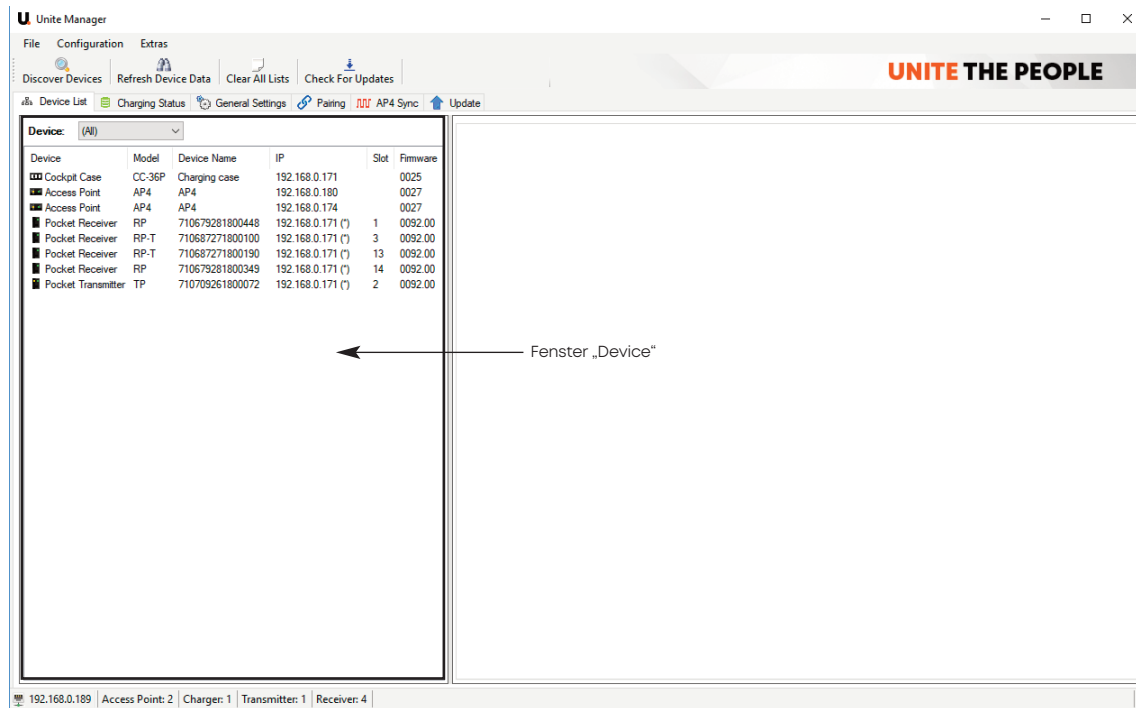 Unite Manager
File Configuration Extras
Discover Devices Refresh Device Data Clear All Lists Check For Updates
UNITE THE PEOPLE
Device List Charging Status General Settings Pairing AP4 Sync Update
Device: (All)
Device Model Device Name IP Slot Firmware
Cockpit Case CC-36P Charging case 192.168.0.171 0025
Access Point AP4 AP4 192.168.0.180 0027
Access Point AP4 AP4 192.168.0.174 0027
Pocket Receiver RP 710679281800448 192.168.0.171 (*) 1 0092.00
Pocket Receiver RP-T 710687271800100 192.168.0.171 (*) 3 0092.00
Pocket Receiver RP-T 710687271800190 192.168.0.171 (*) 13 0092.00
Pocket Receiver RP 710679281800349 192.168.0.171 (*) 14 0092.00
Pocket Transmitter TP 710709261800072 192.168.0.171 (*) 2 0092.00
Fenster „Device“
192.168.0.189 Access Point: 2 Charger: 1 Transmitter: 1 Receiver: 4